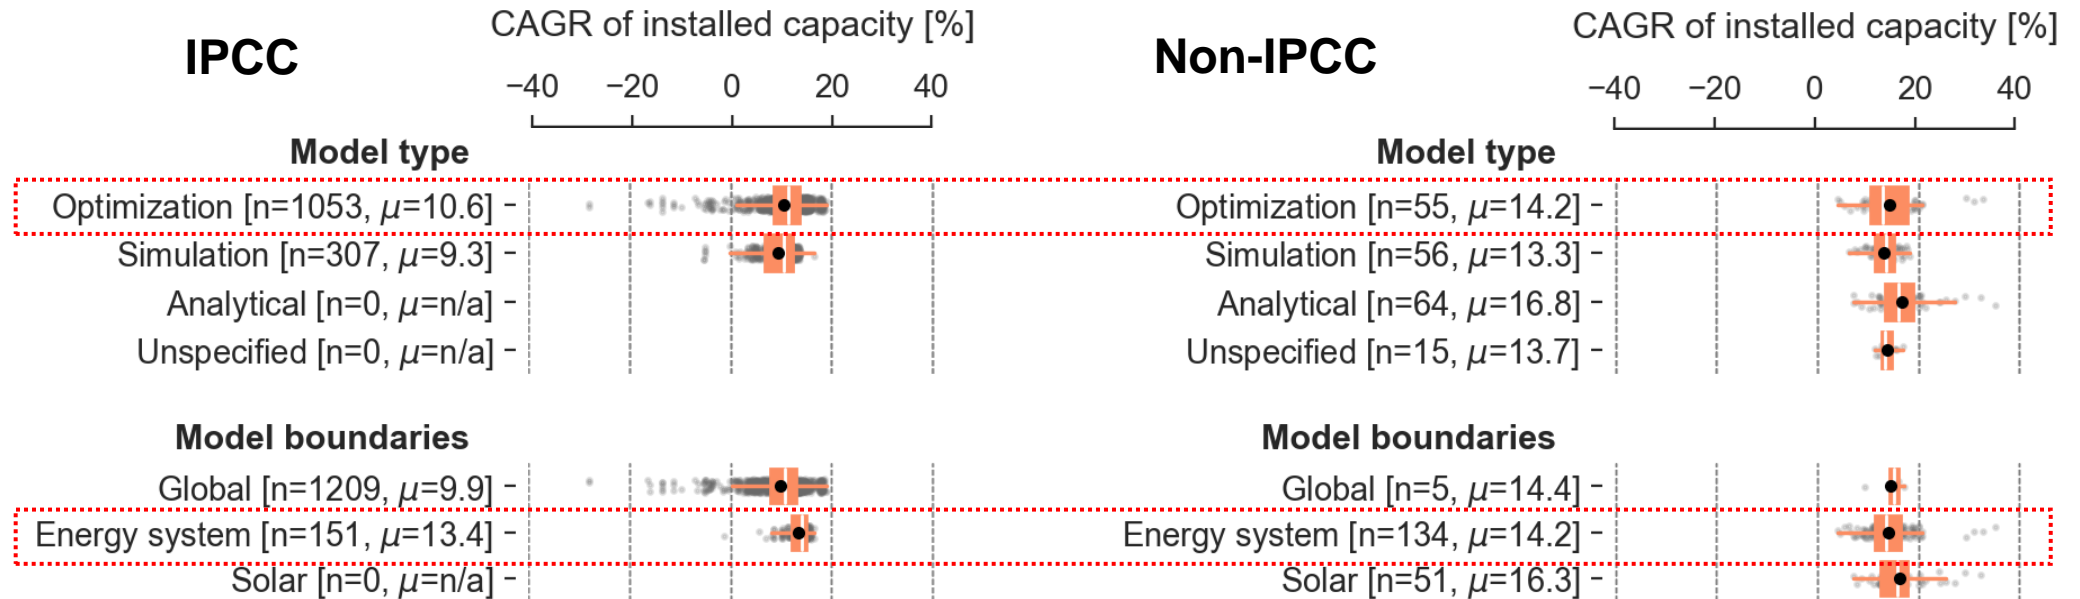 CAGR of installed capacity [%]
IPCC
−40 −20 0 20 40
Model type
Optimization [n=1053, μ=10.6]
Simulation [n=307, μ=9.3]
Analytical [n=0, μ=n/a]
Unspecified [n=0, μ=n/a]
Model boundaries
Global [n=1209, μ=9.9]
Energy system [n=151, μ=13.4]
Solar [n=0, μ=n/a]
CAGR of installed capacity [%]
Non-IPCC
−40 −20 0 20 40
Model type
Optimization [n=55, μ=14.2]
Simulation [n=56, μ=13.3]
Analytical [n=64, μ=16.8]
Unspecified [n=15, μ=13.7]
Model boundaries
Global [n=5, μ=14.4]
Energy system [n=134, μ=14.2]
Solar [n=51, μ=16.3]